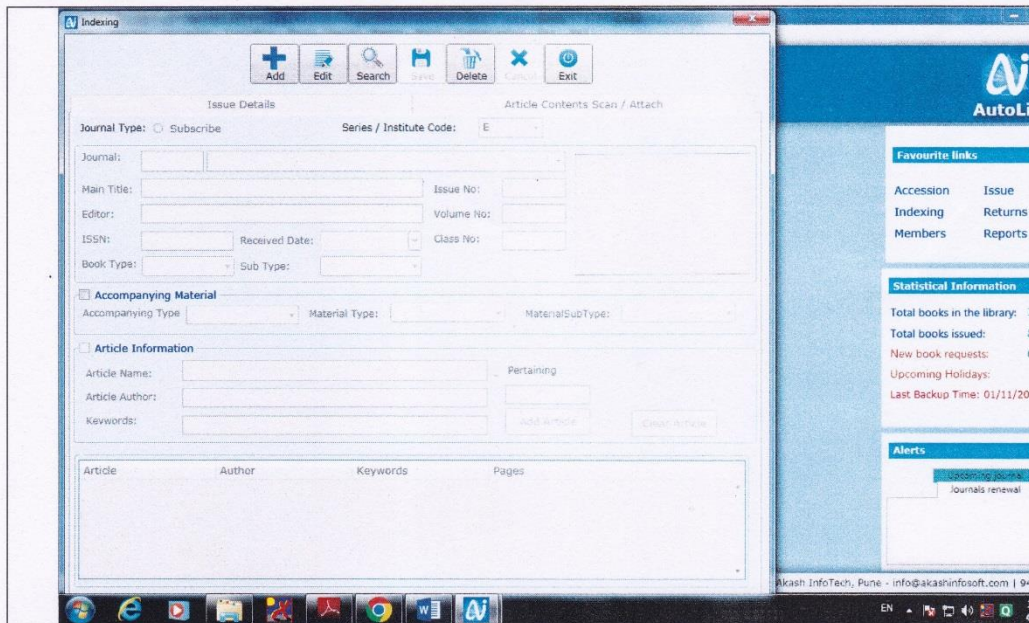 Indexing
Add Edit Search Save Delete Cancel Exit
Issue Details Article Contents Scan / Attach
Journal Type: Subscribe Series / Institute Code: E
Journal:
Main Title: Issue No:
Editor: Volume No:
ISSN: Received Date: Class No:
Book Type: Sub Type:
Accompanying Material
Accompanying Type Material Type: MaterialSubType:
Article Information
Article Name: Pertaining
Article Author:
Keywords: Add Article Clear Article
Article Author Keywords Pages
AutoLi
Favourite links
Accession Issue
Indexing Returns
Members Reports
Statistical Information
Total books in the library:
Total books issued:
New book requests:
Upcoming Holidays:
Last Backup Time: 01/11/20
Alerts
Upcoming journal
Journals renewal
Akash InfoTech, Pune - info@akashinfosoft.com | 94
EN